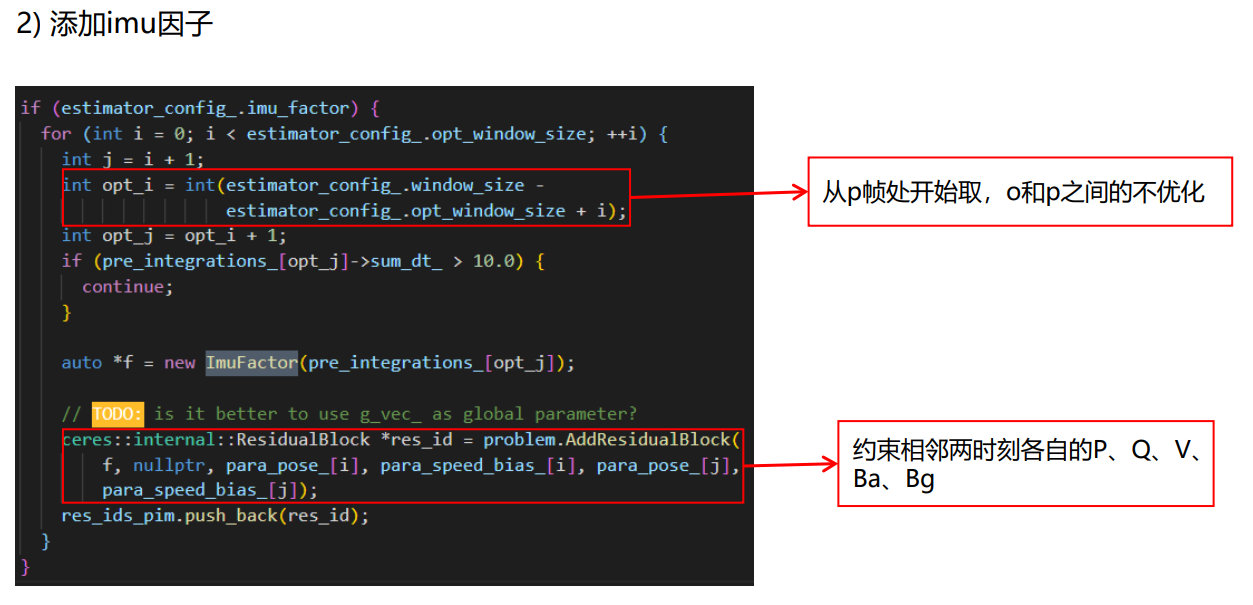 2) 添加imu因子
if (estimator_config_.imu_factor) {
for (int i = 0; i < estimator_config_.opt_window_size; ++i) {
int j = i + 1;
int opt_i = int(estimator_config_.window_size -
estimator_config_.opt_window_size + i);
从p帧处开始取，o和p之间的不优化
int opt_j = opt_i + 1;
if (pre_integrations_[opt_j]->sum_dt_ > 10.0) {
continue;
}
auto *f = new ImuFactor(pre_integrations_[opt_j]);
// TODO: is it better to use g_vec_ as global parameter?
ceres::internal::ResidualBlock *res_id = problem.AddResidualBlock(
f, nullptr, para_pose_[i], para_speed_bias_[i], para_pose_[j],
para_speed_bias_[j]);
约束相邻两时刻各自的P、Q、V、
Ba、Bg
res_ids_pim.push_back(res_id);
}
}